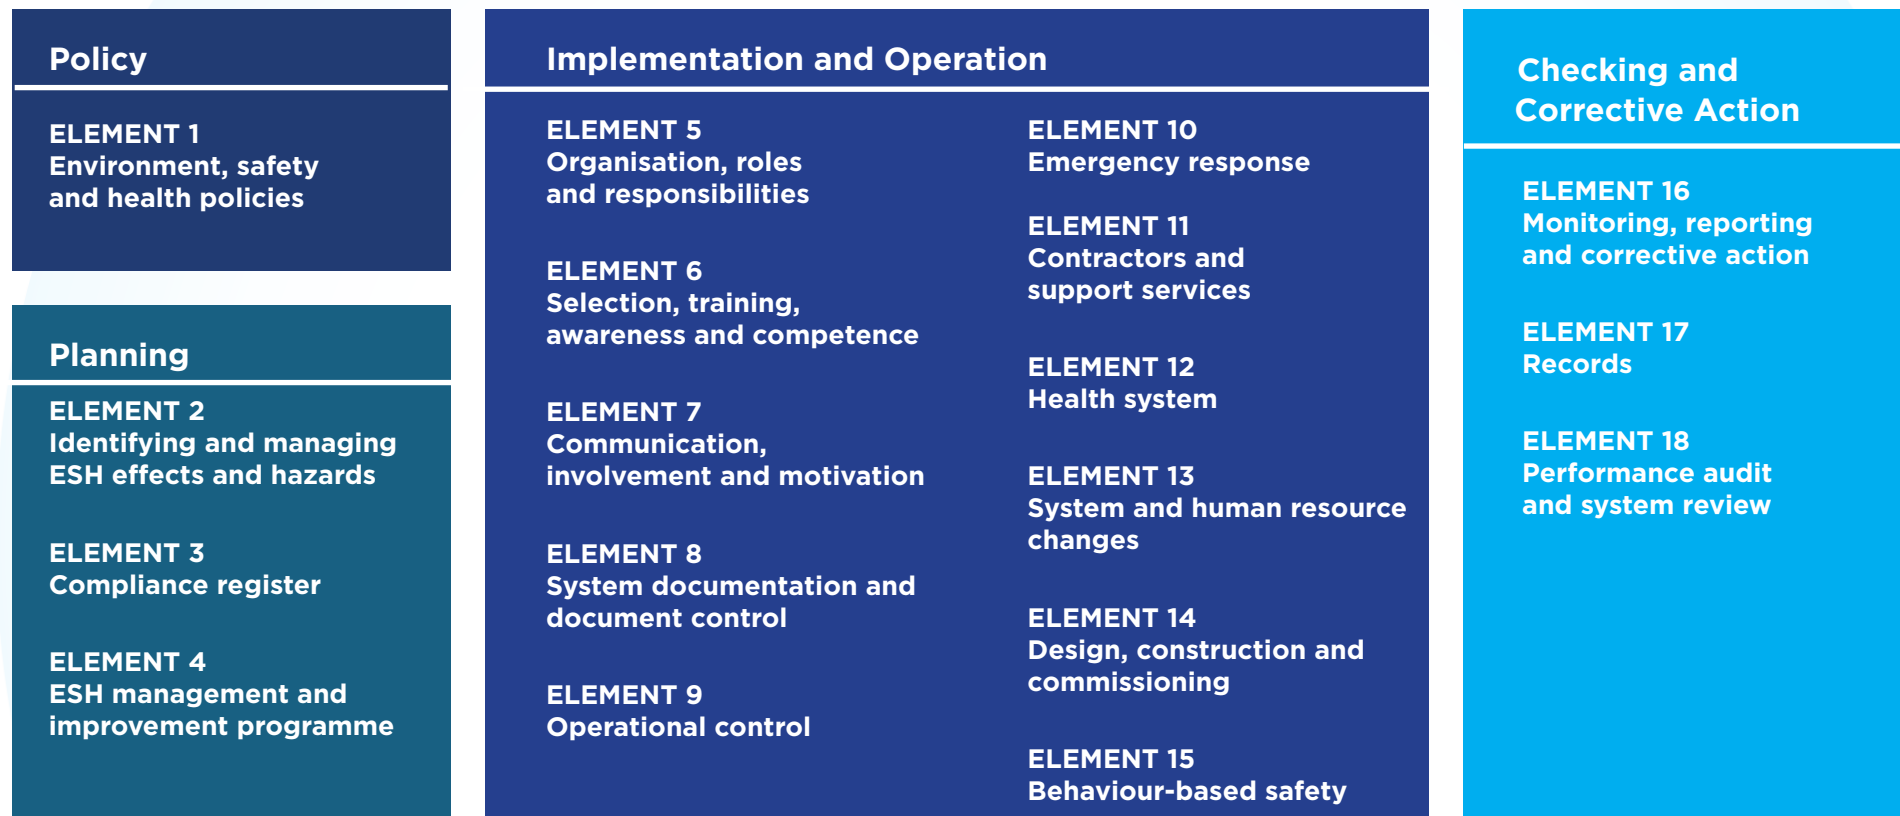 Policy
ELEMENT 1
Environment, safety
and health policies
Planning
ELEMENT 2
Identifying and managing
ESH effects and hazards
ELEMENT 3
Compliance register
ELEMENT 4
ESH management and
improvement programme
Implementation and Operation
ELEMENT 5
Organisation, roles
and responsibilities
ELEMENT 6
Selection, training,
awareness and competence
ELEMENT 7
Communication,
involvement and motivation
ELEMENT 8
System documentation and
document control
ELEMENT 9
Operational control
ELEMENT 10
Emergency response
ELEMENT 11
Contractors and
support services
ELEMENT 12
Health system
ELEMENT 13
System and human resource
changes
ELEMENT 14
Design, construction and
commissioning
ELEMENT 15
Behaviour-based safety
Checking and
Corrective Action
ELEMENT 16
Monitoring, reporting
and corrective action
ELEMENT 17
Records
ELEMENT 18
Performance audit
and system review